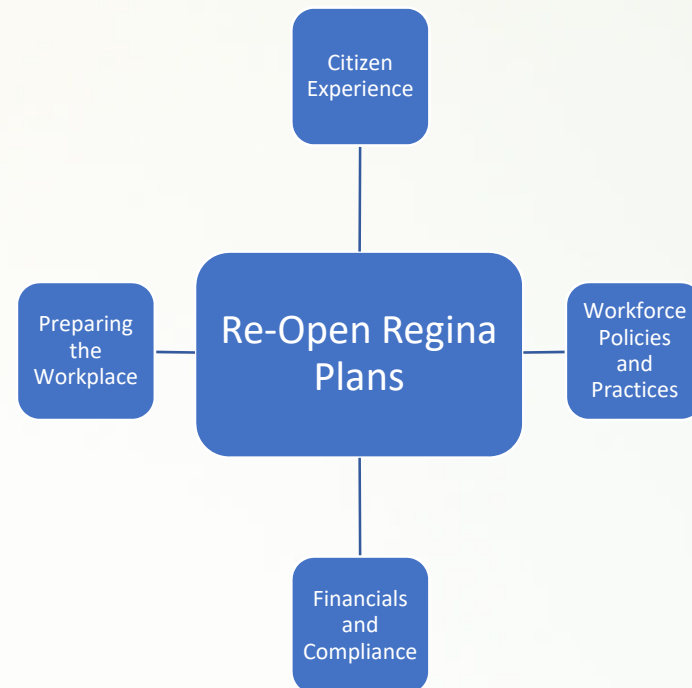 Citizen
Experience
Preparing
the
Workplace
Re-Open Regina
Plans
Workforce
Policies
and
Practices
Financials
and
Compliance